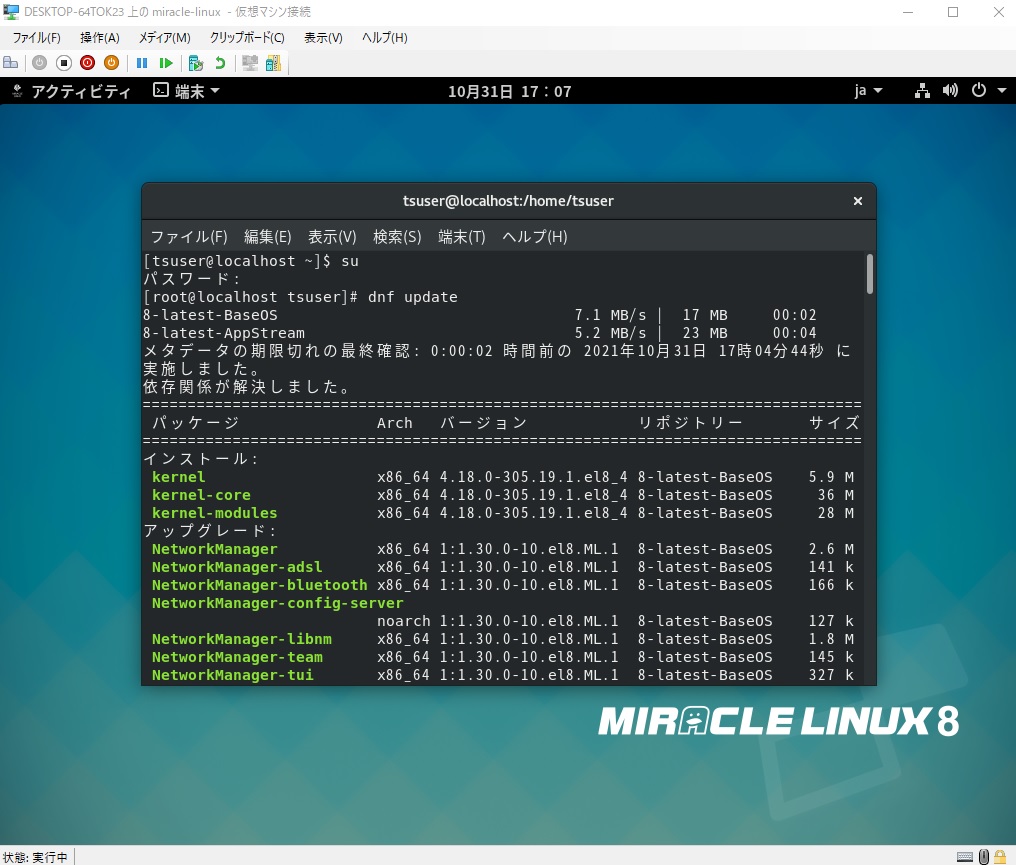 DESKTOP-64TOK23 上の miracle-linux - 仮想マシン接続
ファイル(F) 操作(A) メディア(M) クリップボード(C) 表示(V) ヘルプ(H)
アクティビティ 端末 10月31日 17：07 ja
tsuser@localhost:/home/tsuser ×
ファイル(F) 編集(E) 表示(V) 検索(S) 端末(T) ヘルプ(H)
[tsuser@localhost ~]$ su
パスワード:
[root@localhost tsuser]# dnf update
8-latest-BaseOS 7.1 MB/s | 17 MB 00:02
8-latest-AppStream 5.2 MB/s | 23 MB 00:04
メタデータの期限切れの最終確認: 0:00:02 時間前の 2021年10月31日 17時04分44秒 に
実施しました。
依存関係が解決しました。
================================================================================
パッケージ Arch バージョン リポジトリー サイズ
================================================================================
インストール:
kernel x86_64 4.18.0-305.19.1.el8_4 8-latest-BaseOS 5.9 M
kernel-core x86_64 4.18.0-305.19.1.el8_4 8-latest-BaseOS 36 M
kernel-modules x86_64 4.18.0-305.19.1.el8_4 8-latest-BaseOS 28 M
アップグレード:
NetworkManager x86_64 1:1.30.0-10.el8.ML.1 8-latest-BaseOS 2.6 M
NetworkManager-adsl x86_64 1:1.30.0-10.el8.ML.1 8-latest-BaseOS 141 k
NetworkManager-bluetooth x86_64 1:1.30.0-10.el8.ML.1 8-latest-BaseOS 166 k
NetworkManager-config-server
noarch 1:1.30.0-10.el8.ML.1 8-latest-BaseOS 127 k
NetworkManager-libnm x86_64 1:1.30.0-10.el8.ML.1 8-latest-BaseOS 1.8 M
NetworkManager-team x86_64 1:1.30.0-10.el8.ML.1 8-latest-BaseOS 145 k
NetworkManager-tui x86_64 1:1.30.0-10.el8.ML.1 8-latest-BaseOS 327 k
MIRACLE LINUX 8
状態: 実行中